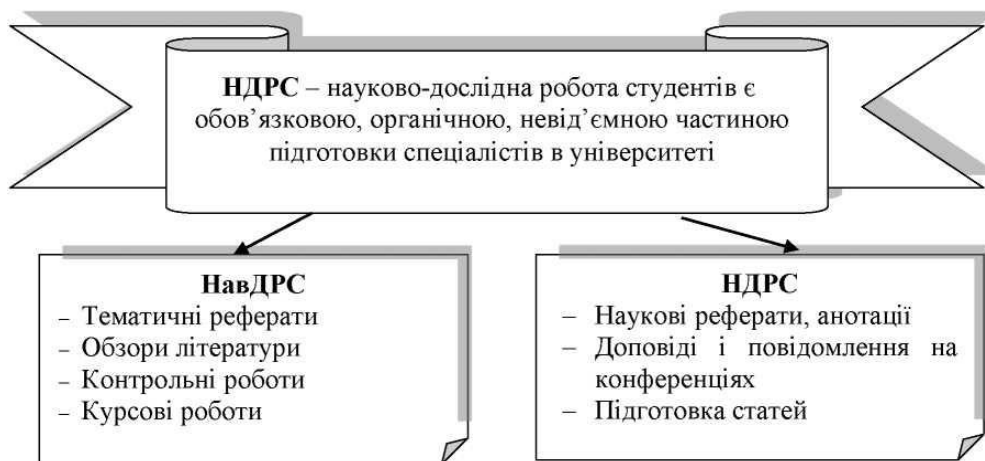 НДРС – науково-дослідна робота студентів є
обов’язковою, органічною, невід’ємною частиною
підготовки спеціалістів в університеті
НавДРС
– Тематичні реферати
– Обзори літератури
– Контрольні роботи
– Курсові роботи
НДРС
– Наукові реферати, анотації
– Доповіді і повідомлення на
конференціях
– Підготовка статей